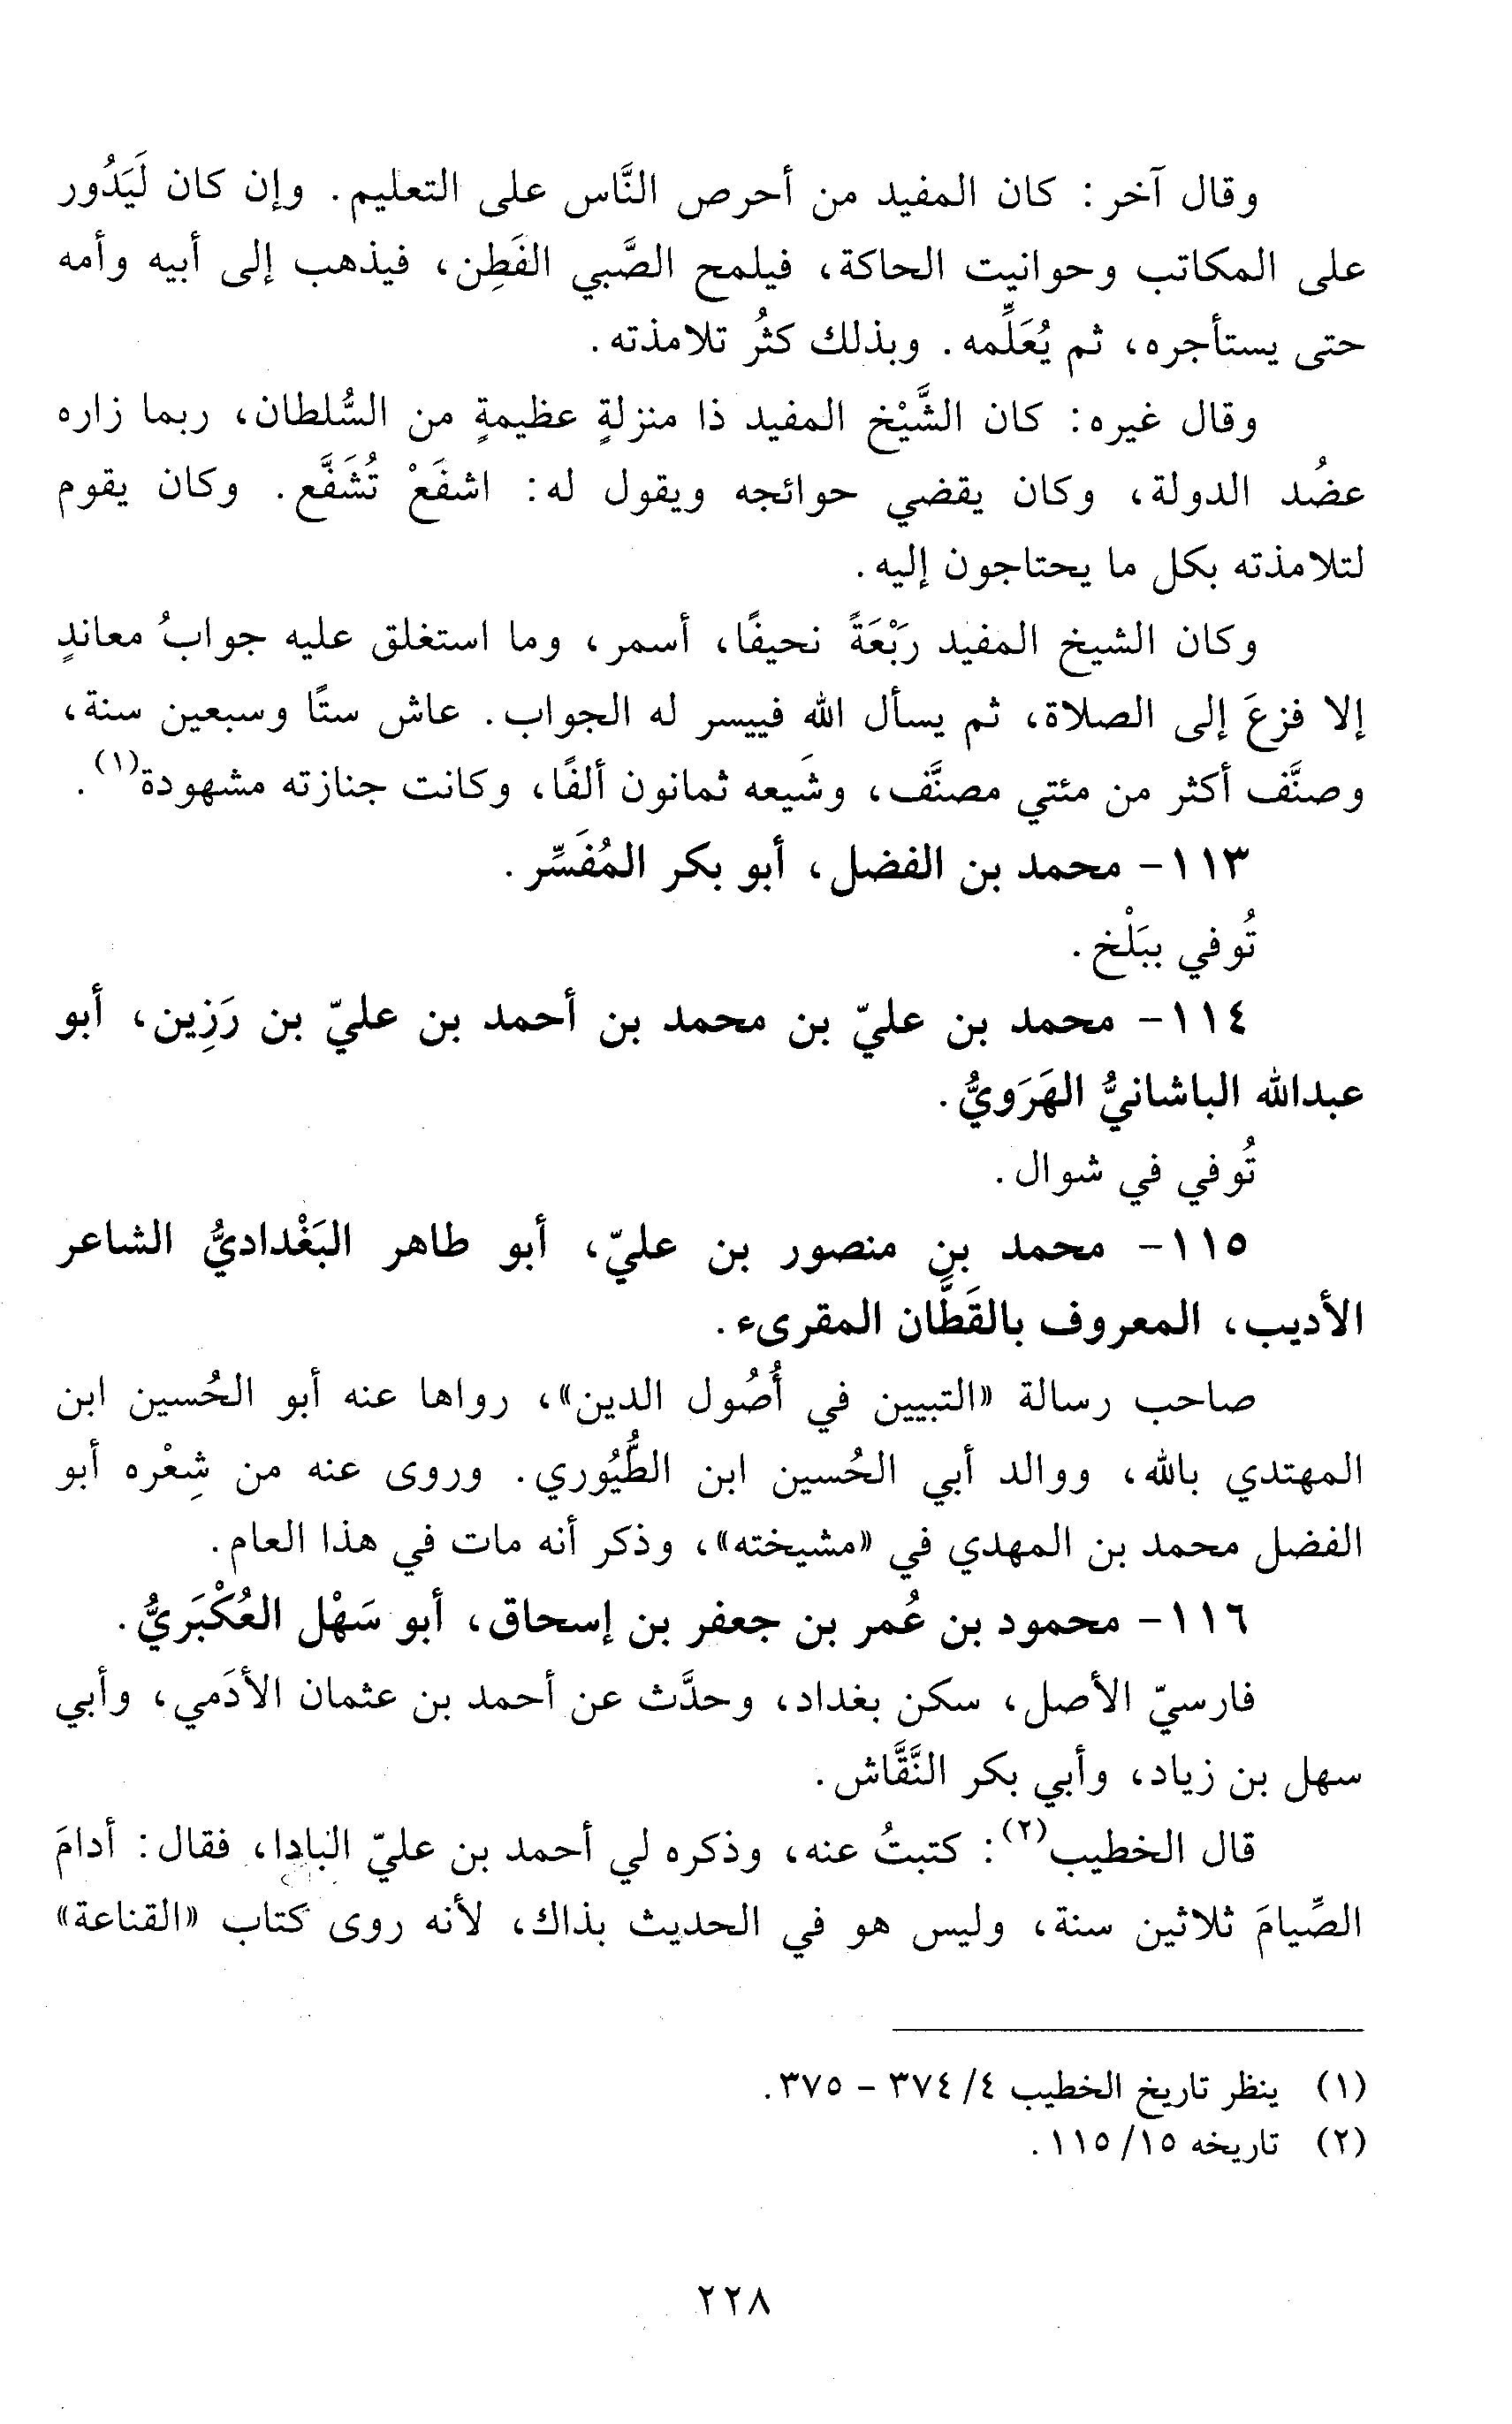 وقال آخر: كان المفيد من أحرص النَّاس على التعليم. وإن كان لَيَدُور
على المكاتب وحوانيت الحاكة، فيلمح الصَّبي الفَطِن، فيذهب إلى أبيه وأمه
حتى يستأجره، ثم يُعَلِّمه. وبذلك كثُر تلامذته.
وقال غيره: كان الشَّيْخ المفيد ذا منزلةٍ عظيمةٍ من السُّلطان، ربما زاره
عضُد الدولة، وكان يقضي حوائجه ويقول له: اشفَعْ تُشَفَّع. وكان يقوم
لتلامذته بكل ما يحتاجون إليه.
وكان الشيخ المفيد رَبْعَةً نحيفًا، أسمر، وما استغلق عليه جوابُ معاندٍ
إلا فزعَ إلى الصلاة، ثم يسأل الله فييسر له الجواب. عاش ستًا وسبعين سنة،
وصنَّف أكثر من مئتي مصنَّف، وشَيعه ثمانون ألفًا، وكانت جنازته مشهودة(١).
١١٣- محمد بن الفضل، أبو بكر المُفَسِّر.
تُوفي ببَلْخ.
١١٤- محمد بن عليّ بن محمد بن أحمد بن عليّ بن رَزِين، أبو
عبدالله الباشانيُّ الهَرَويُّ.
تُوفي في شوال.
١١٥- محمد بن منصور بن عليّ، أبو طاهر البَغْداديُّ الشاعر
الأديب، المعروف بالقَطَّان المقرىء.
صاحب رسالة «التبيين في أُصُول الدين»، رواها عنه أبو الحُسين ابن
المهتدي بالله، ووالد أبي الحُسين ابن الطُّيُوري. وروى عنه من شِعْره أبو
الفضل محمد بن المهدي في «مشيخته»، وذكر أنه مات في هذا العام.
١١٦- محمود بن عُمر بن جعفر بن إسحاق، أبو سَهْل العُكْبَريُّ.
فارسيّ الأصل، سكن بغداد، وحدَّث عن أحمد بن عثمان الأدَمي، وأبي
سهل بن زياد، وأبي بكر النَّقَّاش.
قال الخطيب(٢): كتبتُ عنه، وذكره لي أحمد بن عليّ البادا، فقال: أدامَ
الصِّيامَ ثلاثين سنة، وليس هو في الحديث بذاك، لأنه روى كتاب «القناعة»
(١) ينظر تاريخ الخطيب ٤/ ٣٧٤ - ٣٧٥.
(٢) تاريخه ١٥/ ١١٥.
٢٢٨